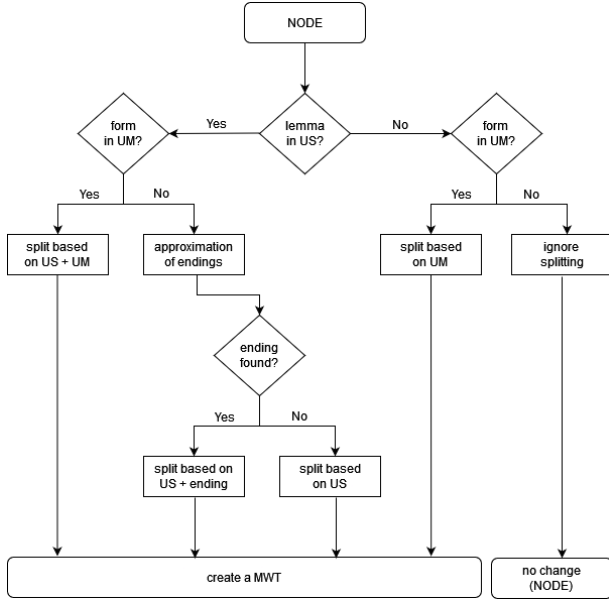 NODE
form
in UM?
Yes
lemma
in US?
No
form
in UM?
Yes
No
Yes
No
split based
on US + UM
approximation
of endings
split based
on UM
ignore
splitting
ending
found?
Yes
No
split based on
US + ending
split based
on US
create a MWT
no change
(NODE)